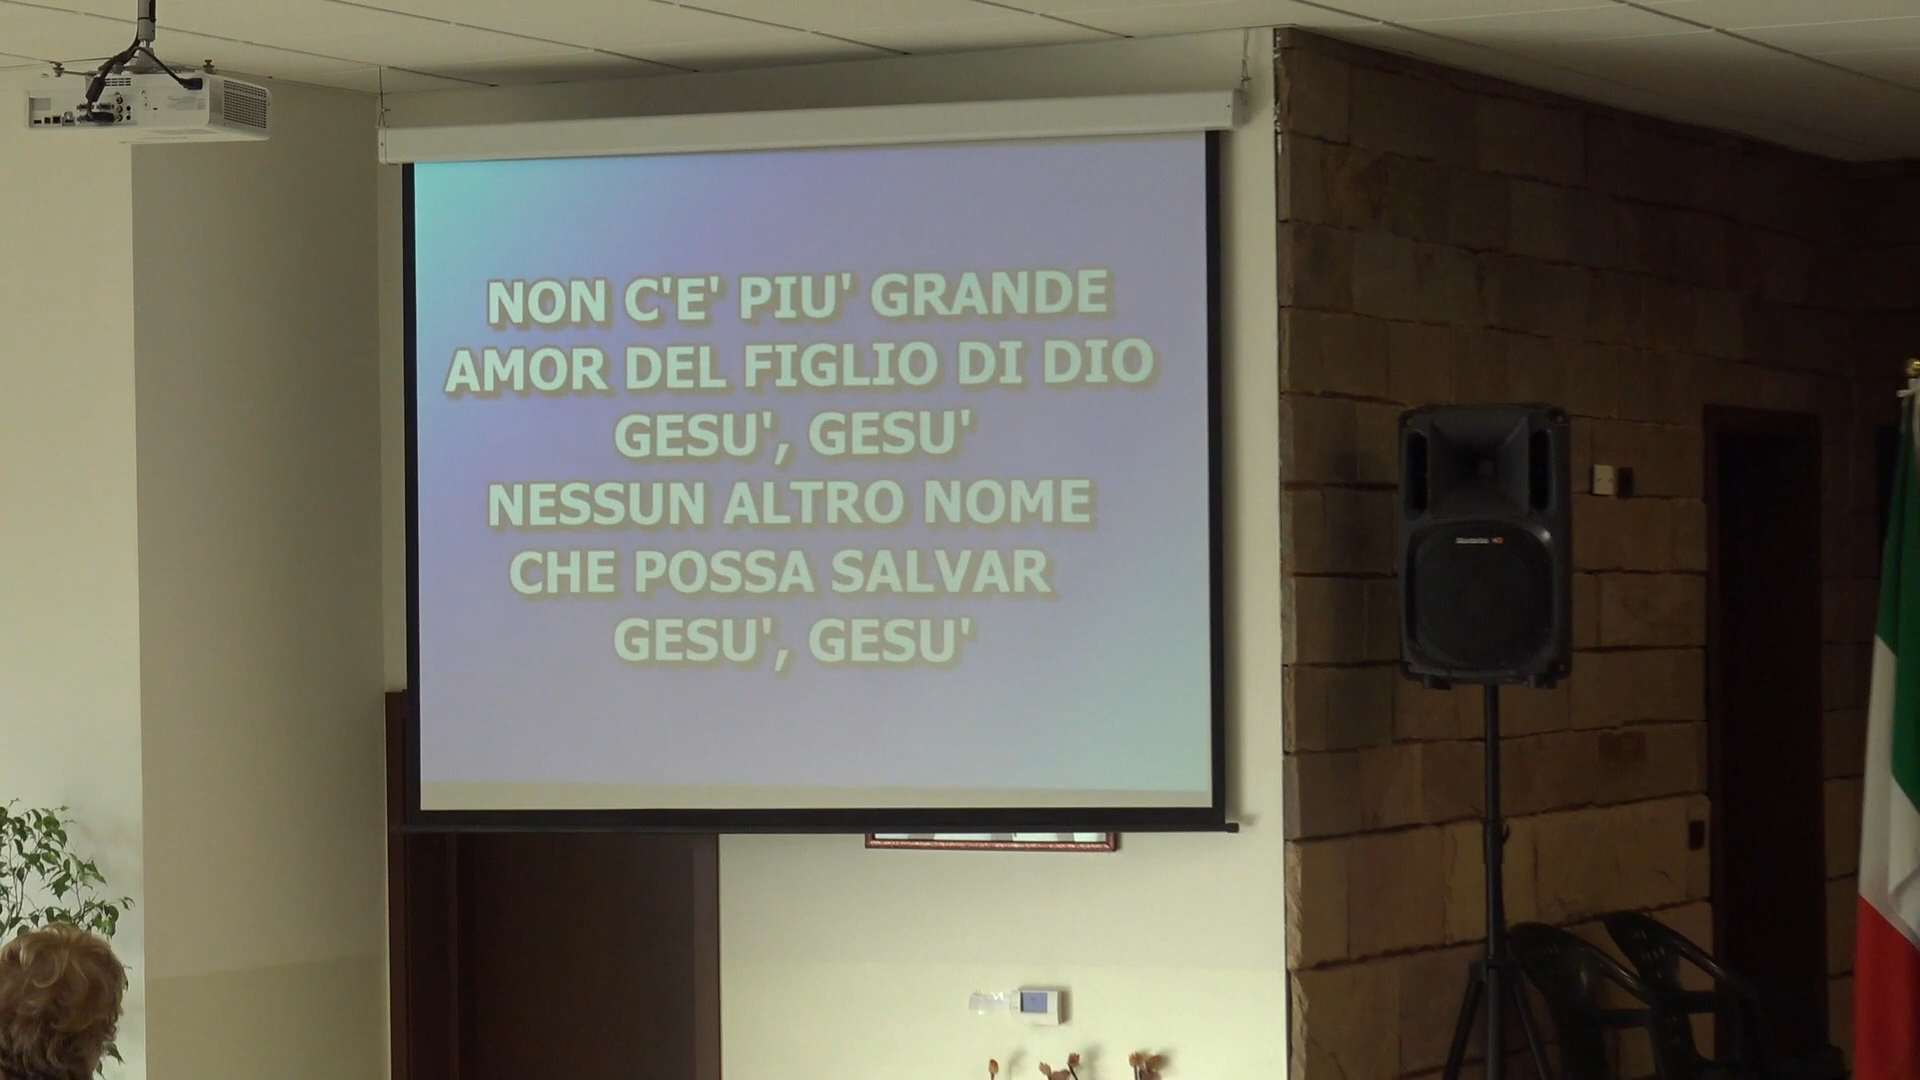 NON C'E' PIU' GRANDE
AMOR DEL FIGLIO DI DIO
GESU', GESU'
NESSUN ALTRO NOME
CHE POSSA SALVAR
GESU', GESU'